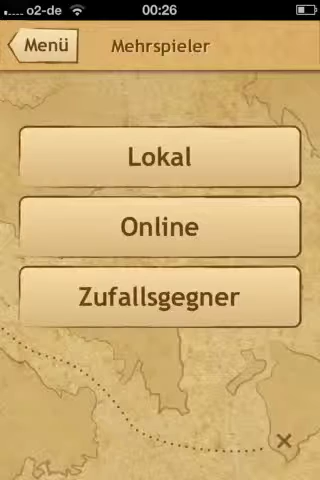 o2-de 00:26
Menü Mehrspieler
Lokal
Online
Zufallsgegner